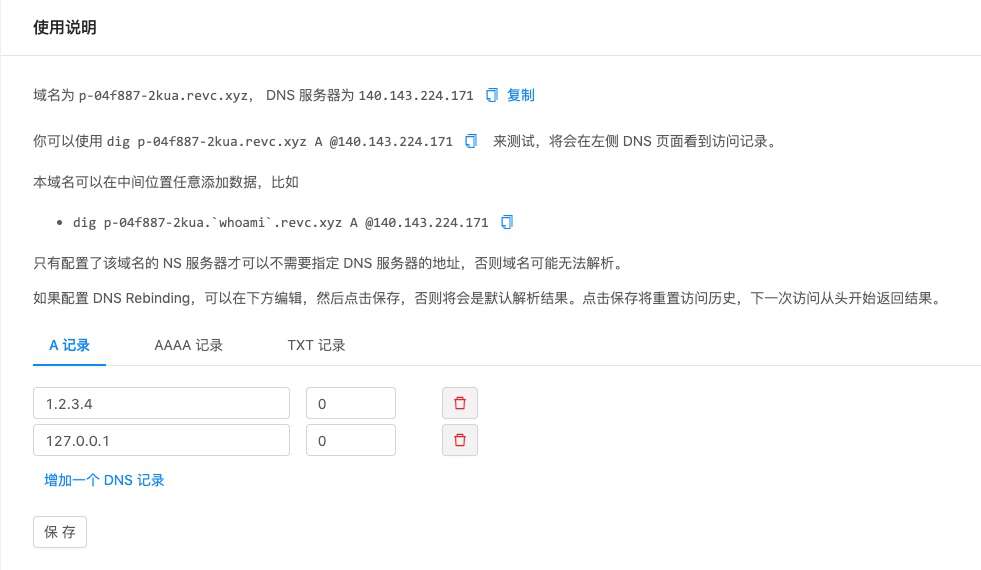 使用说明
域名为 p-04f887-2kua.revc.xyz， DNS 服务器为 140.143.224.171 复制
你可以使用 dig p-04f887-2kua.revc.xyz A @140.143.224.171 来测试，将会在左侧 DNS 页面看到访问记录。
本域名可以在中间位置任意添加数据，比如
• dig p-04f887-2kua.`whoami`.revc.xyz A @140.143.224.171
只有配置了该域名的 NS 服务器才可以不需要指定 DNS 服务器的地址，否则域名可能无法解析。
如果配置 DNS Rebinding，可以在下方编辑，然后点击保存，否则将会是默认解析结果。点击保存将重置访问历史，下一次访问从头开始返回结果。
A 记录 AAAA 记录 TXT 记录
1.2.3.4 0
127.0.0.1 0
增加一个 DNS 记录
保 存